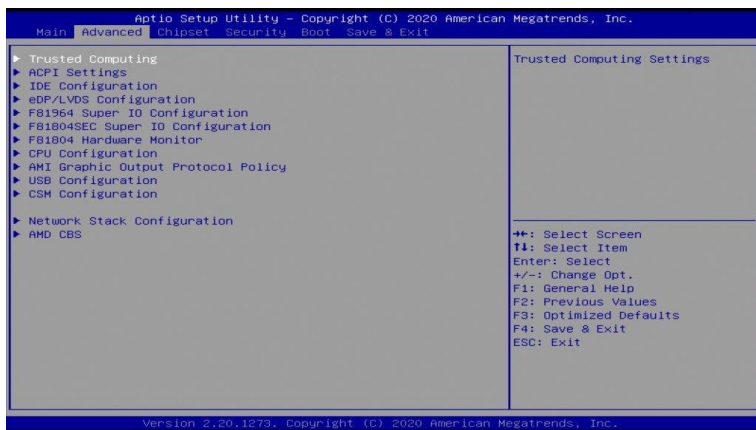 Aptio Setup Utility – Copyright (C) 2020 American Megatrends, Inc.
Main Advanced Chipset Security Boot Save & Exit
▶ Trusted Computing
▶ ACPI Settings
▶ IDE Configuration
▶ eDP/LVDS Configuration
▶ F81964 Super IO Configuration
▶ F81804SEC Super IO Configuration
▶ F81804 Hardware Monitor
▶ CPU Configuration
▶ AMI Graphic Output Protocol Policy
▶ USB Configuration
▶ CSM Configuration
▶ Network Stack Configuration
▶ AMD CBS
Trusted Computing Settings
→←: Select Screen
↑↓: Select Item
Enter: Select
+/-: Change Opt.
F1: General Help
F2: Previous Values
F3: Optimized Defaults
F4: Save & Exit
ESC: Exit
Version 2.20.1273. Copyright (C) 2020 American Megatrends, Inc.